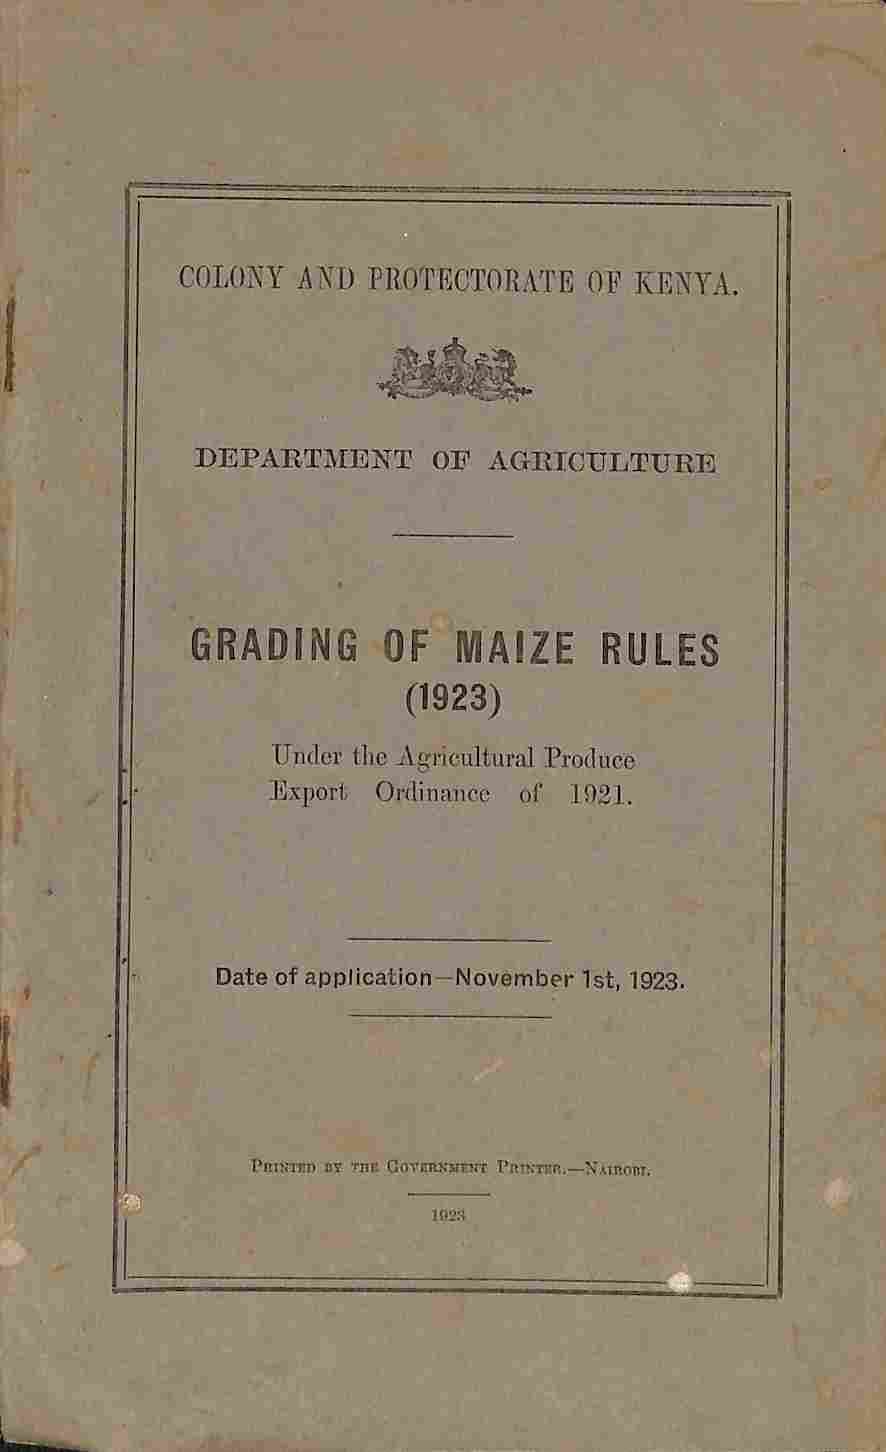 COLONY AND PROTECTORATE OF KENYA.
DEPARTMENT OF AGRICULTURE
GRADING OF MAIZE RULES
(1923)
Under the Agricultural Produce
Export Ordinance of 1921.
Date of application—November 1st, 1923.
PRINTED BY THE GOVERNMENT PRINTER.—NAIROBI.
1923